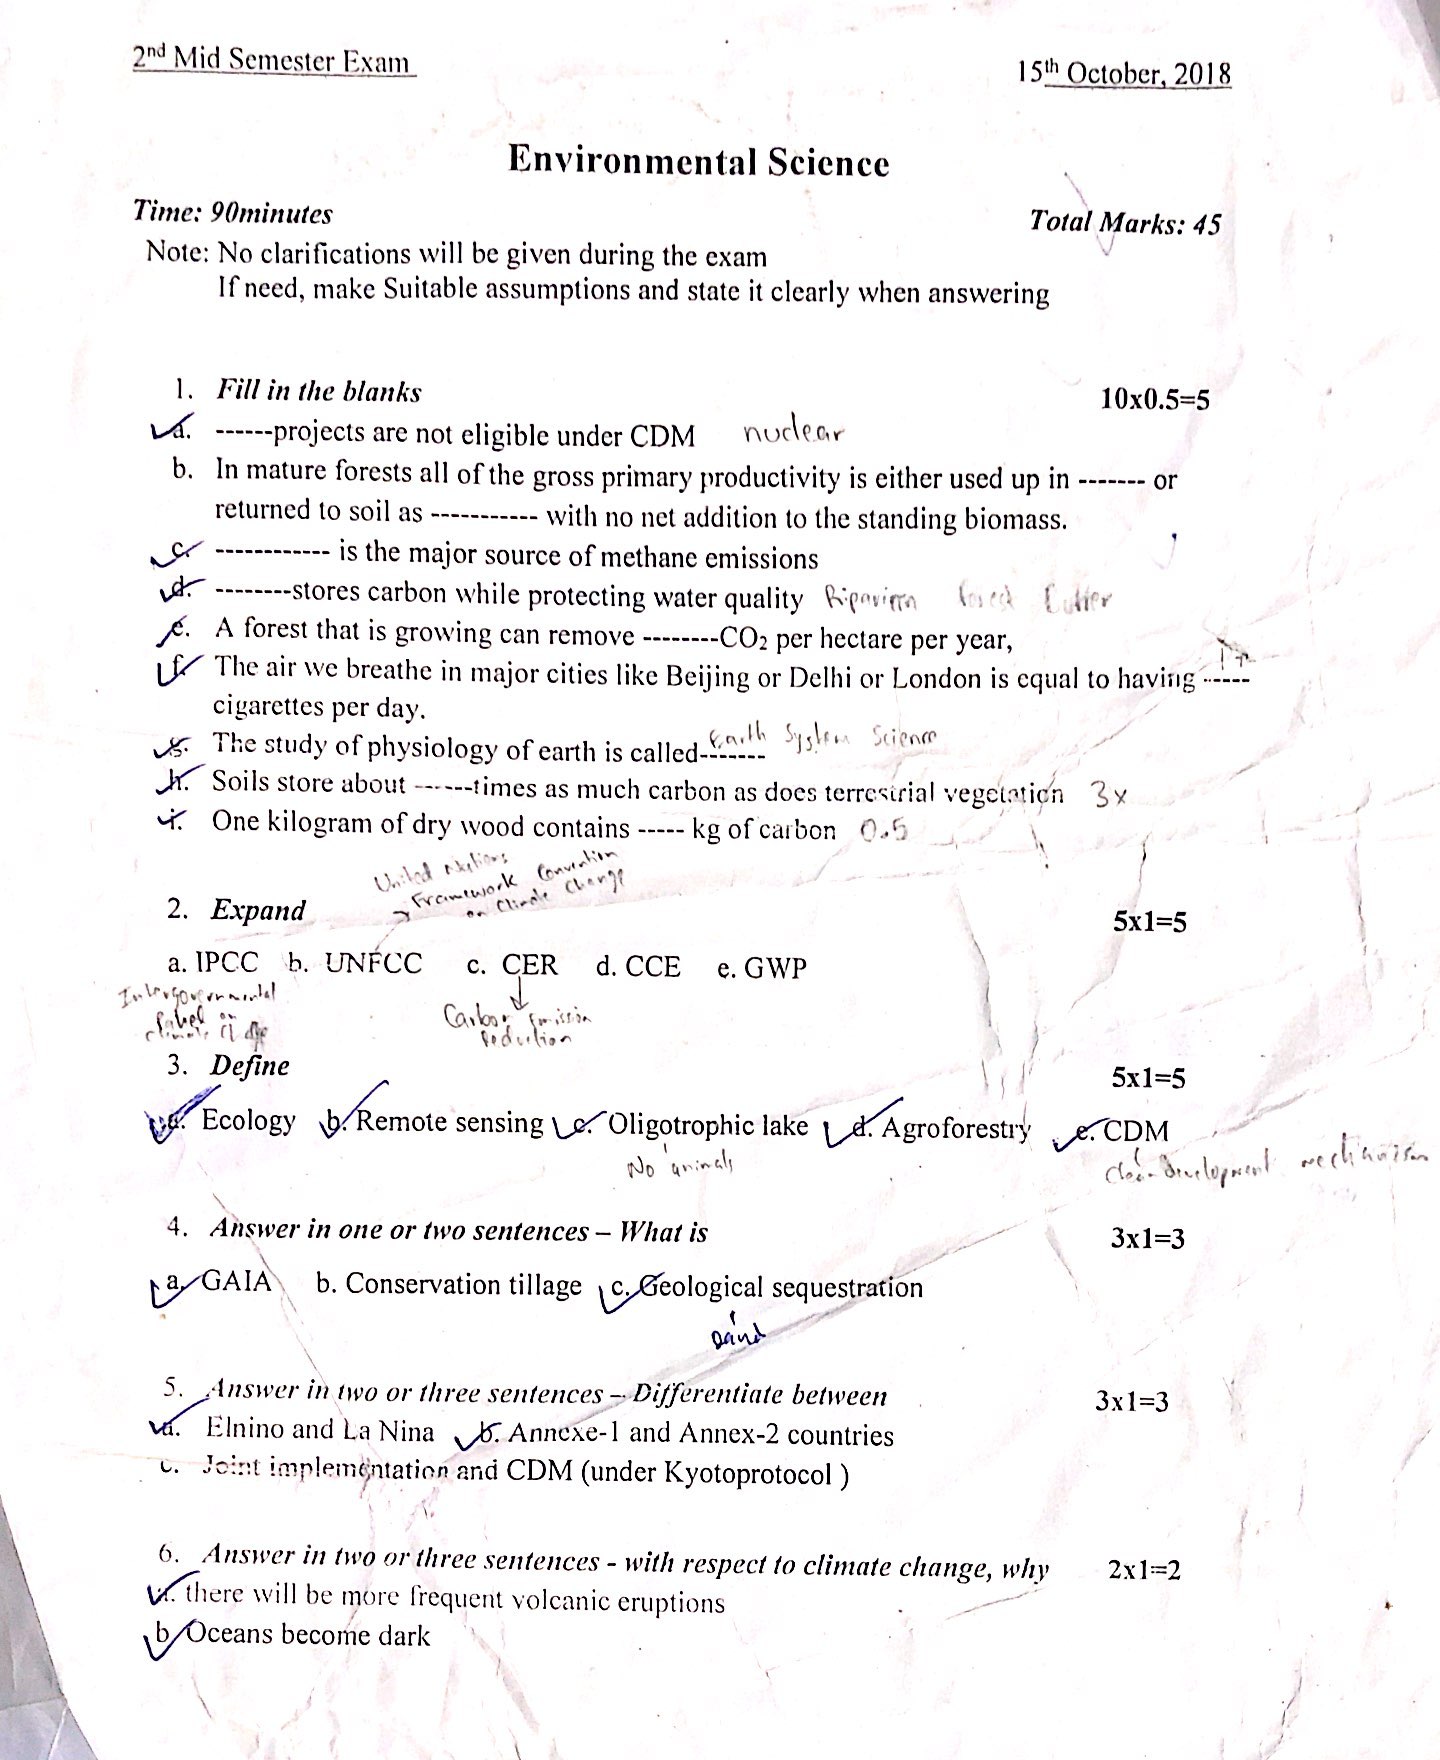 2nd Mid Semester Exam
15th October, 2018
Environmental Science
Time: 90minutes
Total Marks: 45
Note: No clarifications will be given during the exam
If need, make Suitable assumptions and state it clearly when answering
1. Fill in the blanks 10x0.5=5
a. ------projects are not eligible under CDM nuclear
b. In mature forests all of the gross primary productivity is either used up in ------- or
returned to soil as ----------- with no net addition to the standing biomass.
c. ------------ is the major source of methane emissions
d. --------stores carbon while protecting water quality forest
e. A forest that is growing can remove --------CO2 per hectare per year,
f. The air we breathe in major cities like Beijing or Delhi or London is equal to having -----
cigarettes per day.
g. The study of physiology of earth is called------- Earth System Science
h. Soils store about ------times as much carbon as does terrestrial vegetation 3x
i. One kilogram of dry wood contains ----- kg of carbon 0.5
United Nations
Framework Convention
on Climate Change
2. Expand 5x1=5
a. IPCC b. UNFCC c. CER d. CCE e. GWP
Intergovernmental
on
climate
Carbon Emission
Reduction
3. Define 5x1=5
a. Ecology b. Remote sensing c. Oligotrophic lake d. Agroforestry e. CDM
No animals
Clean Development mechanism
4. Answer in one or two sentences – What is 3x1=3
a. GAIA b. Conservation tillage c. Geological sequestration
5. Answer in two or three sentences – Differentiate between 3x1=3
a. Elnino and La Nina b. Annexe-1 and Annex-2 countries
c. Joint implementation and CDM (under Kyotoprotocol )
6. Answer in two or three sentences - with respect to climate change, why 2x1=2
a. there will be more frequent volcanic eruptions
b Oceans become dark